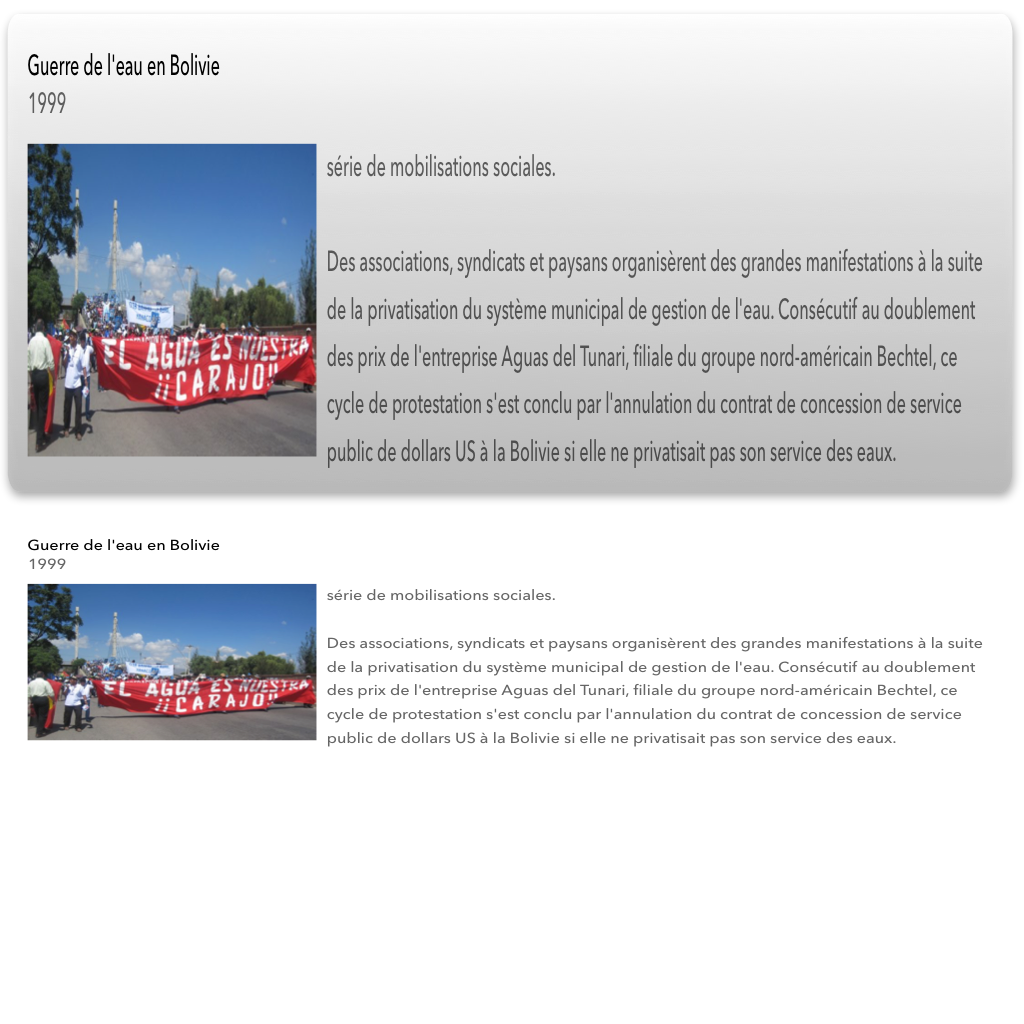 Guerre de l'eau en Bolivie
1999
EL AGUA ES NUESTRA
¡¡CARAJO!!
série de mobilisations sociales.
Des associations, syndicats et paysans organisèrent des grandes manifestations à la suite
de la privatisation du système municipal de gestion de l'eau. Consécutif au doublement
des prix de l'entreprise Aguas del Tunari, filiale du groupe nord-américain Bechtel, ce
cycle de protestation s'est conclu par l'annulation du contrat de concession de service
public de dollars US à la Bolivie si elle ne privatisait pas son service des eaux.
Guerre de l'eau en Bolivie
1999
EL AGUA ES NUESTRA
¡¡CARAJO!!
série de mobilisations sociales.
Des associations, syndicats et paysans organisèrent des grandes manifestations à la suite
de la privatisation du système municipal de gestion de l'eau. Consécutif au doublement
des prix de l'entreprise Aguas del Tunari, filiale du groupe nord-américain Bechtel, ce
cycle de protestation s'est conclu par l'annulation du contrat de concession de service
public de dollars US à la Bolivie si elle ne privatisait pas son service des eaux.